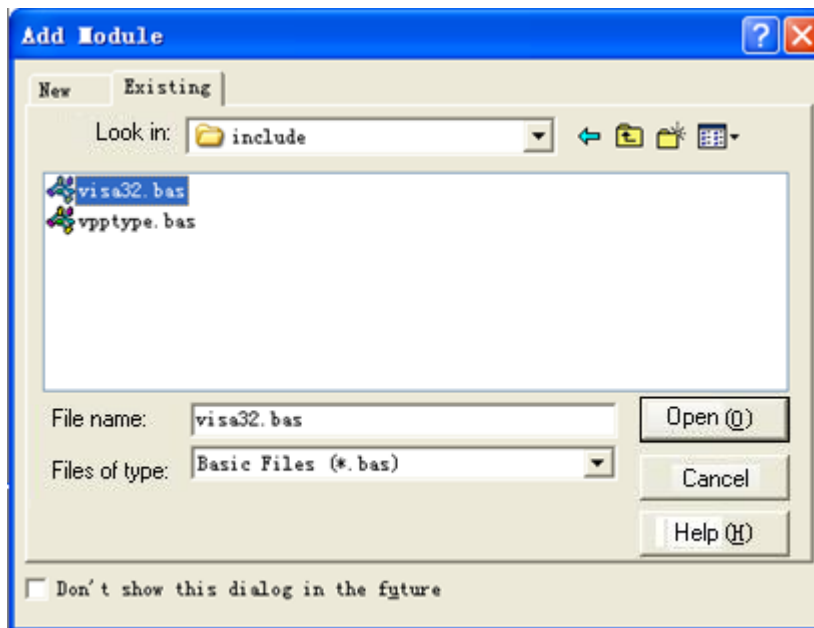 Add Module
New Existing
Look in: include
visa32.bas
vpptype.bas
File name: visa32.bas Open (O)
Files of type: Basic Files (*.bas) Cancel
Help (H)
Don't show this dialog in the future